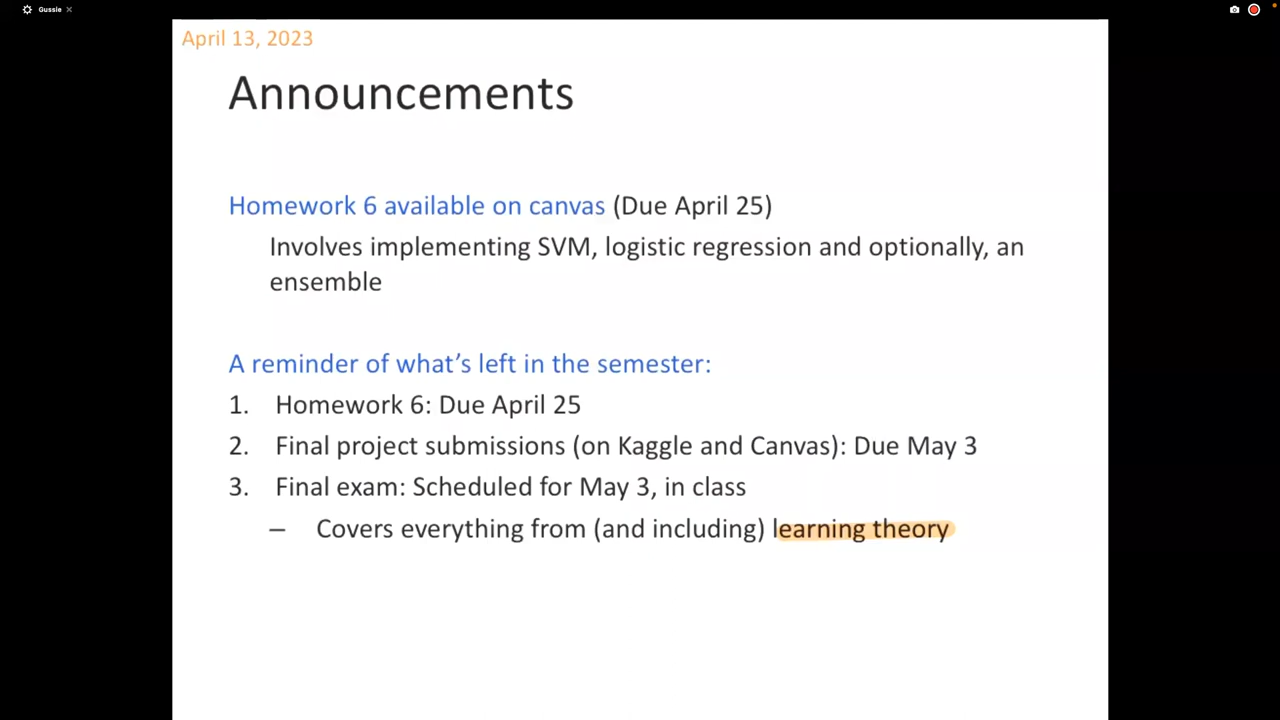 Gussie
April 13, 2023
Announcements
Homework 6 available on canvas (Due April 25)
Involves implementing SVM, logistic regression and optionally, an
ensemble
A reminder of what's left in the semester:
1. Homework 6: Due April 25
2. Final project submissions (on Kaggle and Canvas): Due May 3
3. Final exam: Scheduled for May 3, in class
– Covers everything from (and including) learning theory